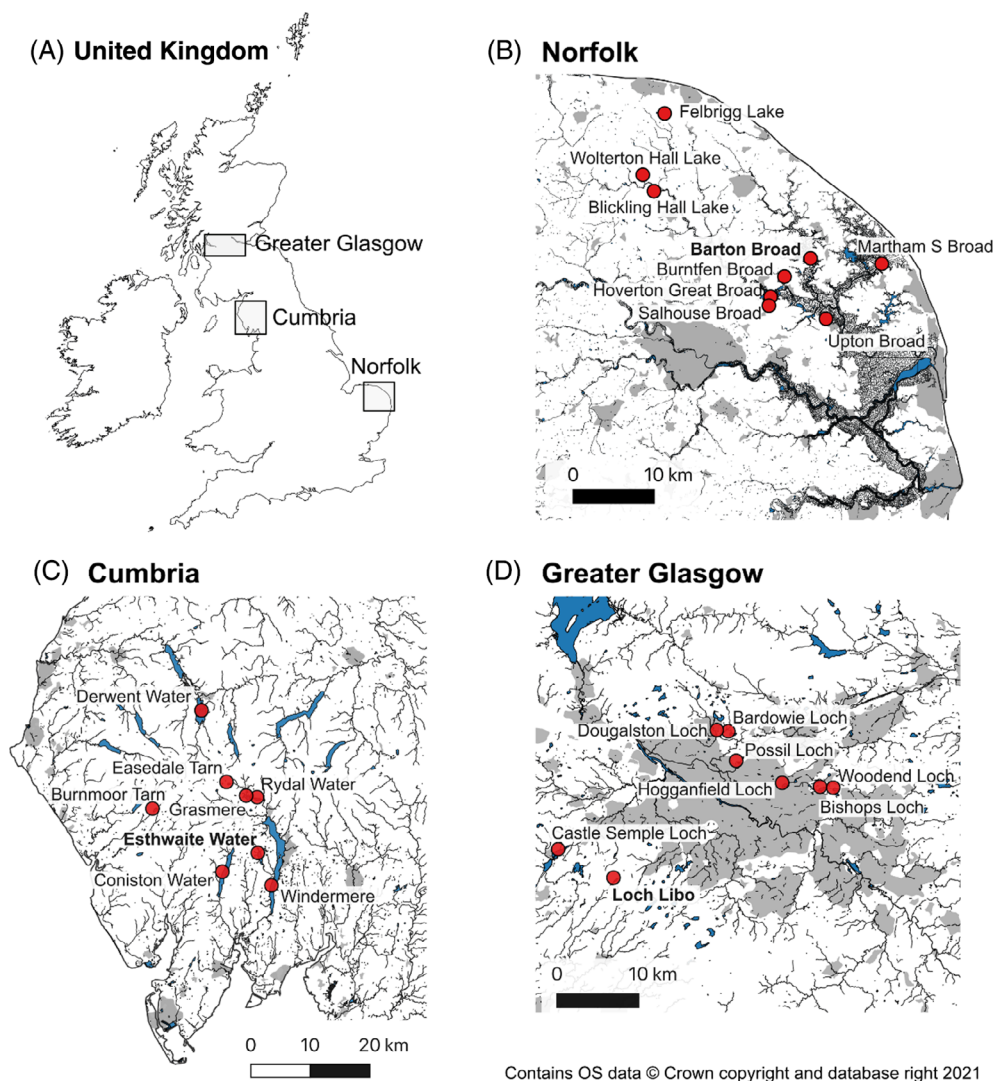 (A) United Kingdom
Greater Glasgow
Cumbria
Norfolk
(B) Norfolk
Felbrigg Lake
Wolterton Hall Lake
Blickling Hall Lake
Barton Broad
Martham S Broad
Burntfen Broad
Hoverton Great Broad
Salhouse Broad
Upton Broad
0 10 km
(C) Cumbria
Derwent Water
Easedale Tarn
Rydal Water
Burnmoor Tarn
Grasmere
Esthwaite Water
Coniston Water
Windermere
0 10 20 km
(D) Greater Glasgow
Bardowie Loch
Dougalston Loch
Possil Loch
Woodend Loch
Hogganfield Loch
Bishops Loch
Castle Semple Loch
Loch Libo
0 10 km
Contains OS data © Crown copyright and database right 2021